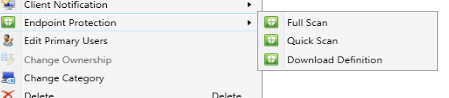 Client Notification
Endpoint Protection
Full Scan
Edit Primary Users
Quick Scan
Change Ownership
Download Definition
Change Category
Delete Delete